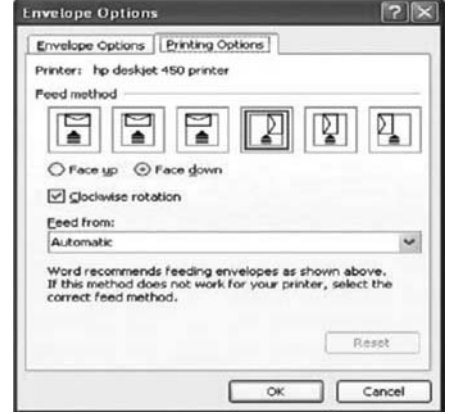 Envelope Options
Envelope Options Printing Options
Printer: hp deskjet 450 printer
Feed method
Face up Face down
Clockwise rotation
Feed from:
Automatic
Word recommends feeding envelopes as shown above.
If this method does not work for your printer, select the
correct feed method.
Reset
OK Cancel